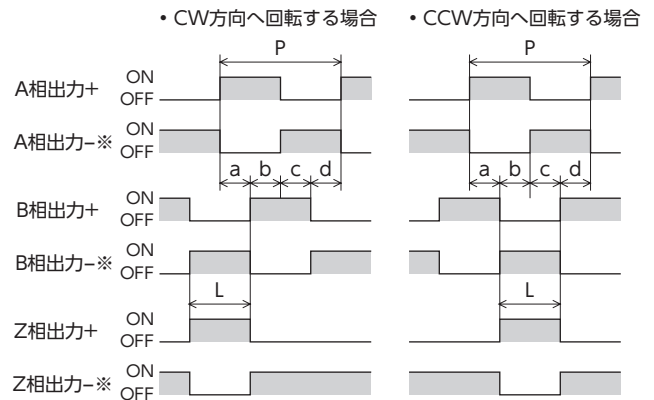 • CW方向へ回転する場合
• CCW方向へ回転する場合
P
P
A相出力+
ON
OFF
A相出力−※
ON
OFF
a b c d
a b c d
B相出力+
ON
OFF
B相出力−※
ON
OFF
L
L
Z相出力+
ON
OFF
Z相出力−※
ON
OFF